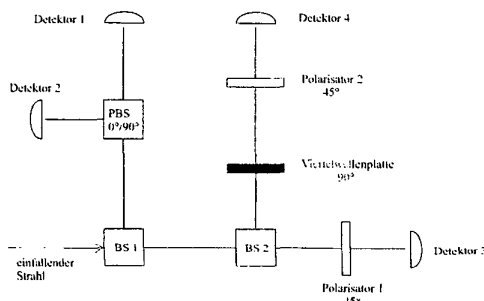 Detektor 1
Detektor 4
Detektor 2
Polarisator 2
45°
PBS
0°/90°
Viertelwellenplatte
90°
BS 1
BS 2
einfallender
Strahl
Detektor 3
Polarisator 1